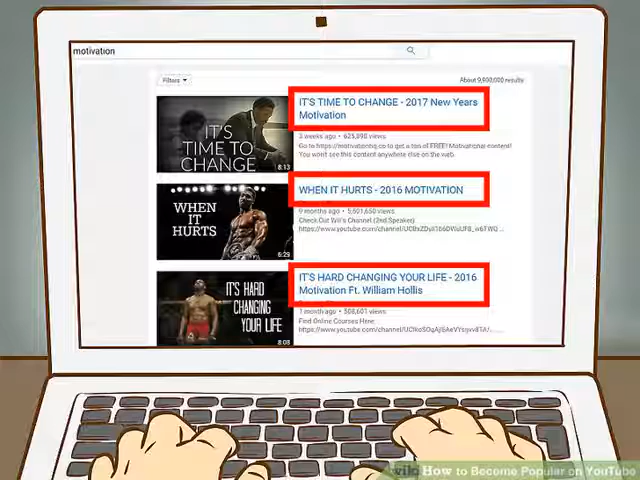 motivation
Filters
About 9,400,000 results
IT'S
TIME TO
CHANGE
8:13
IT'S TIME TO CHANGE - 2017 New Years
Motivation
3 weeks ago • 625,898 views
Go to https://motivationhq.co to get a ton of FREE! Motivational content!
You won't see this content anywhere else on the web.
WHEN
IT
HURTS
6:29
WHEN IT HURTS - 2016 MOTIVATION
9 months ago • 5,501,650 views
Check Out Wil's Channel (2nd Speaker)
IT'S HARD
CHANGING
YOUR LIFE
8:08
IT'S HARD CHANGING YOUR LIFE - 2016
Motivation Ft. William Hollis
1 month ago • 508,601 views
Find Online Courses Here:
wikiHow to Become Popular on YouTube